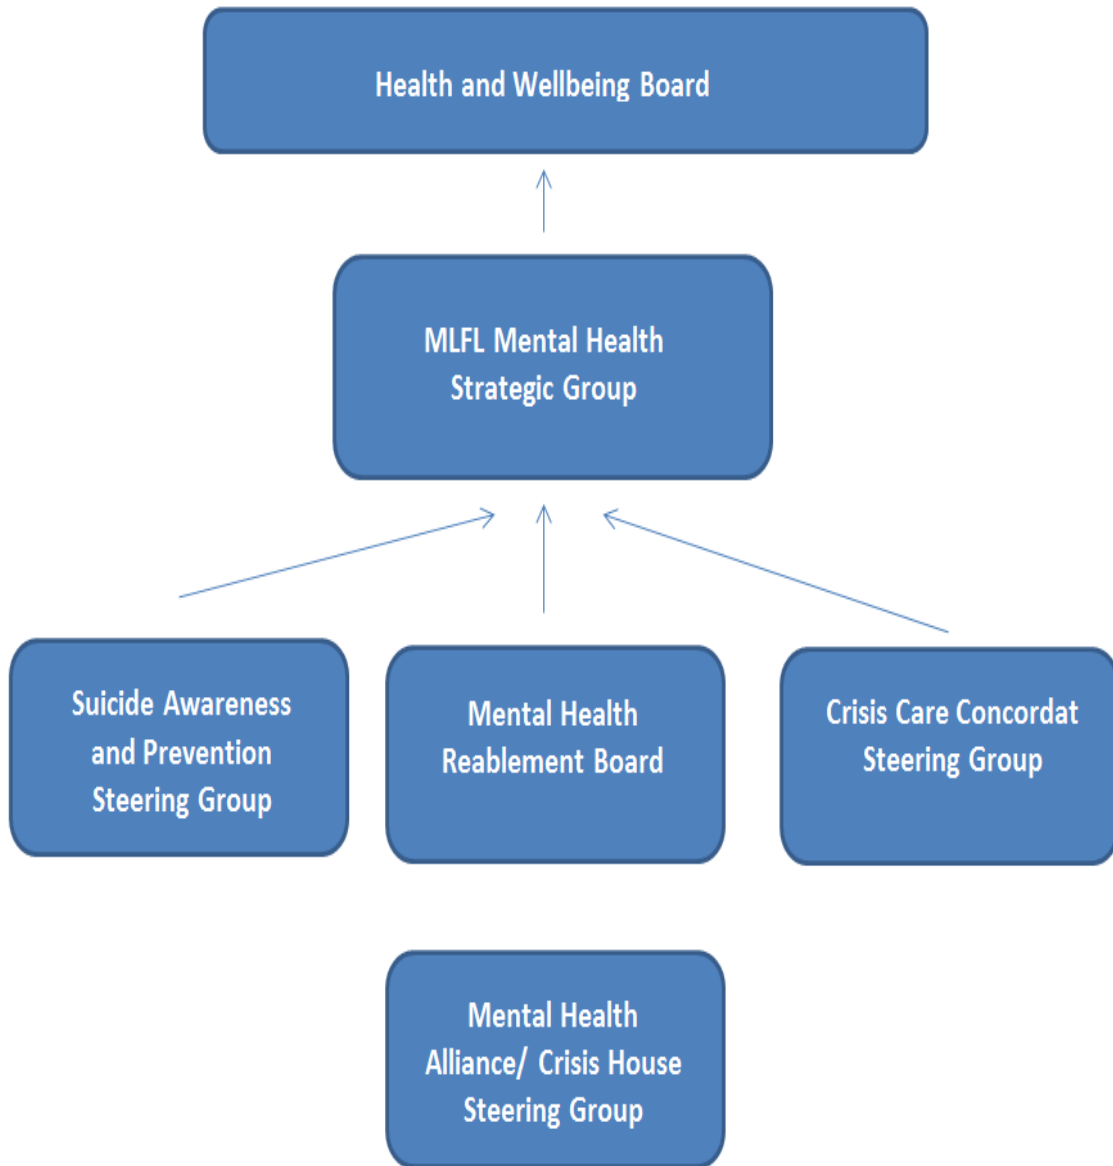 Health and Wellbeing Board
MLFL Mental Health
Strategic Group
Suicide Awareness
and Prevention
Steering Group
Mental Health
Reablement Board
Crisis Care Concordat
Steering Group
Mental Health
Alliance/ Crisis House
Steering Group